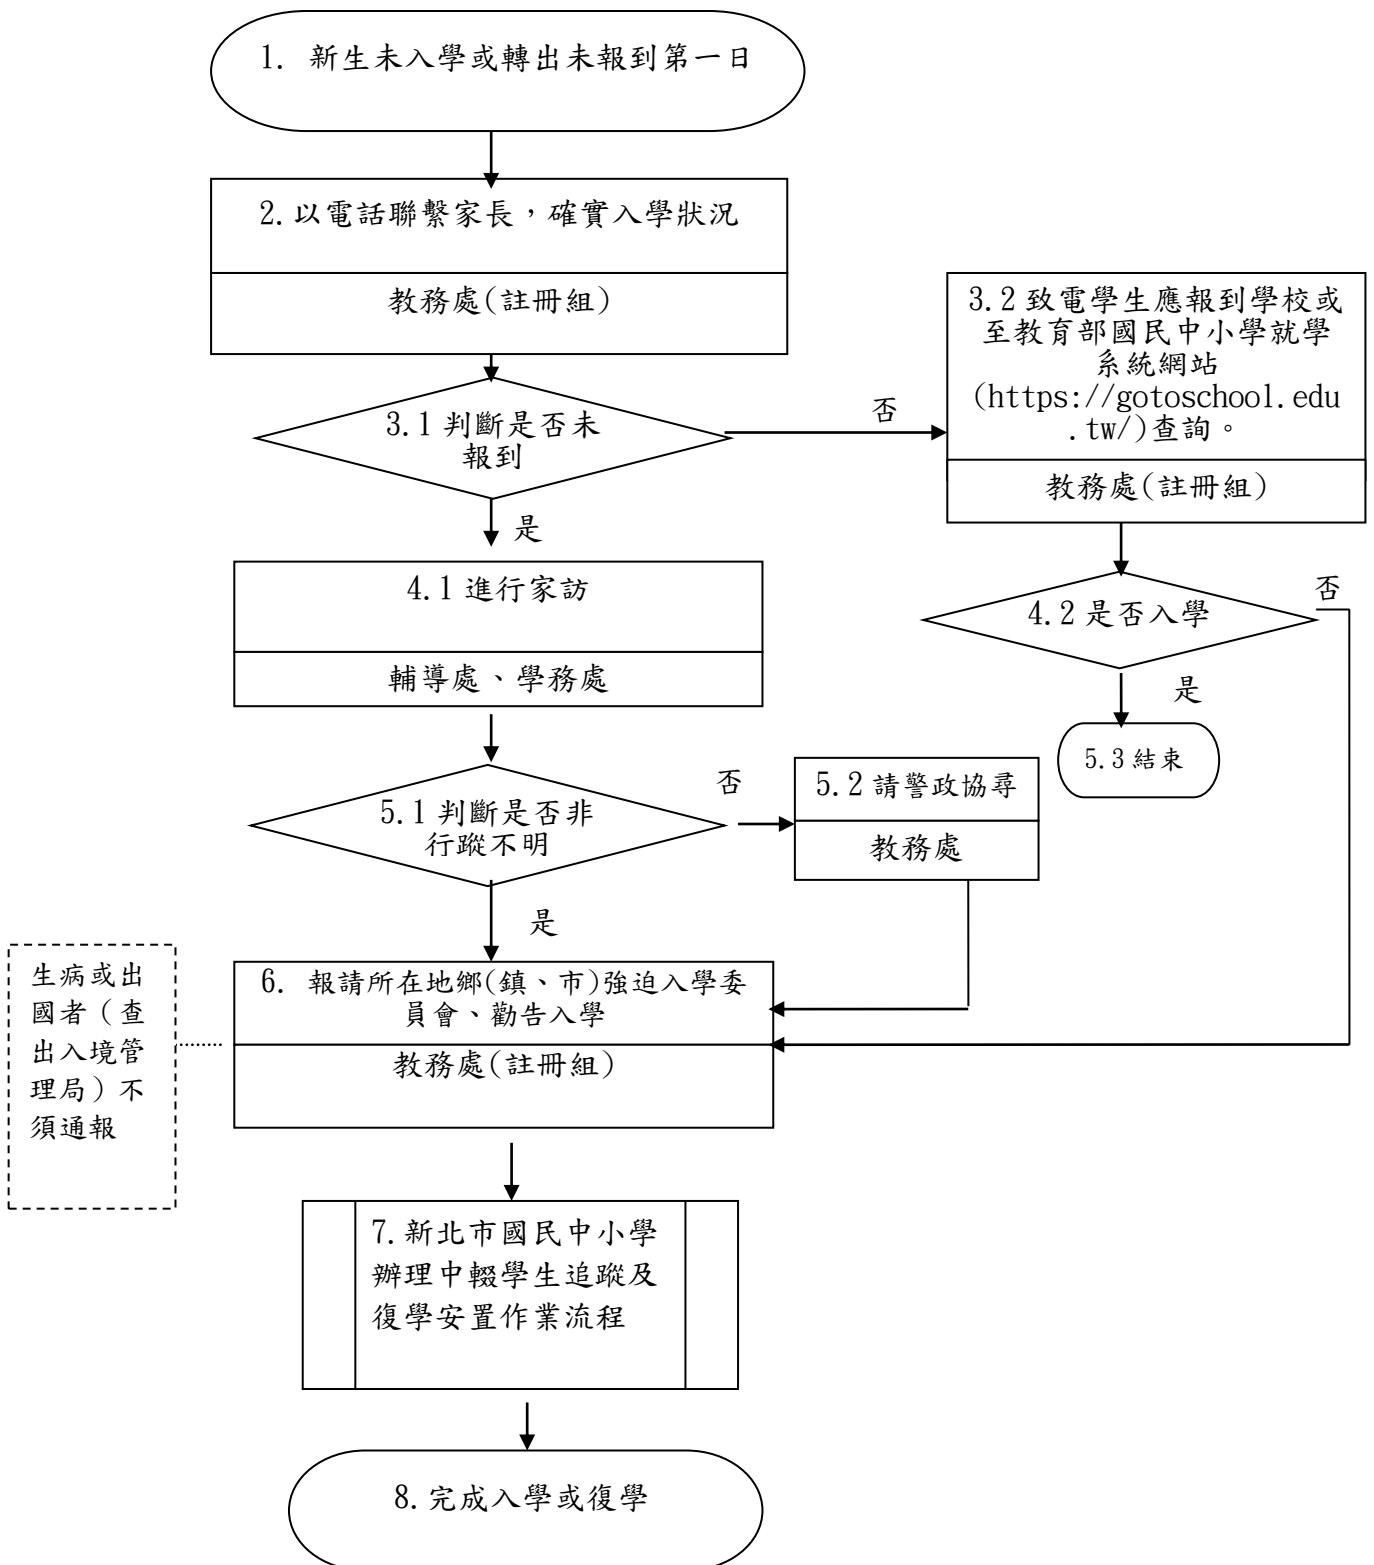 1. 新生未入學或轉出未報到第一日
2.以電話聯繫家長，確實入學狀況
教務處(註冊組)
3.1 判斷是否未
報到
否
3.2 致電學生應報到學校或
至教育部國民中小學就學
系統網站
(https://gotoschool.edu
.tw/)查詢。
教務處(註冊組)
是
4.1 進行家訪
輔導處、學務處
4.2 是否入學
否
是
5.3 結束
5.1 判斷是否非
行蹤不明
否
5.2 請警政協尋
教務處
是
6. 報請所在地鄉(鎮、市)強迫入學委
員會、勸告入學
教務處(註冊組)
生病或出
國者（查
出入境管
理局）不
須通報
7.新北市國民中小學
辦理中輟學生追蹤及
復學安置作業流程
8.完成入學或復學